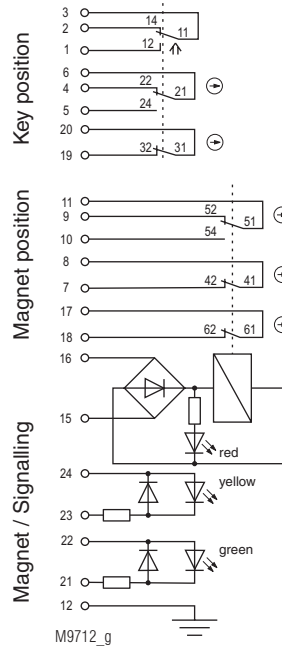 Key position
3
2 14 11
1 12
6
4 22 21
5 24
20
19 32 31
Magnet position
11
9 52 51
10 54
8
7 42 41
17
18 62 61
Magnet / Signalling
16
15
red
24
yellow
23
22
green
21
12
M9712_g